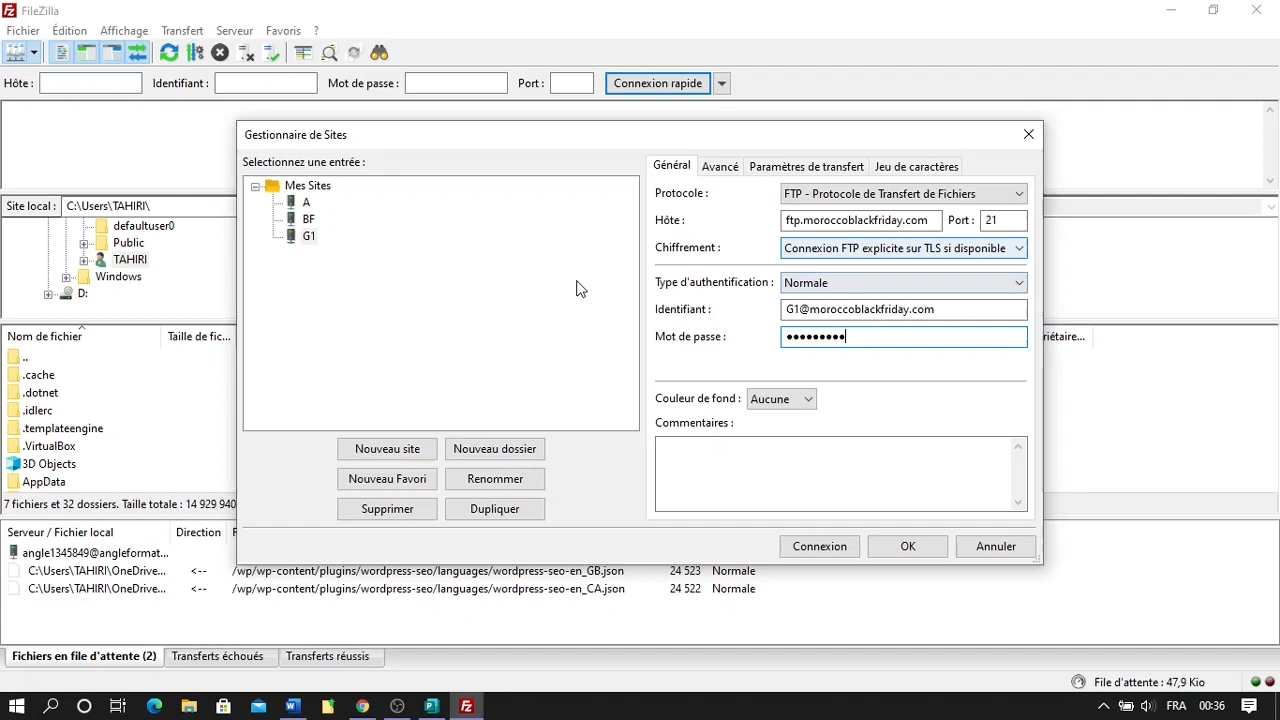 FileZilla
Fichier Édition Affichage Transfert Serveur Favoris ?
Hôte : Identifiant : Mot de passe : Port : Connexion rapide
Gestionnaire de Sites
Selectionnez une entrée :
Mes Sites
A
BF
G1
Nouveau site Nouveau dossier
Nouveau Favori Renommer
Supprimer Dupliquer
Général Avancé Paramètres de transfert Jeu de caractères
Protocole : FTP - Protocole de Transfert de Fichiers
Hôte : ftp.moroccoblackfriday.com Port : 21
Chiffrement : Connexion FTP explicite sur TLS si disponible
Type d'authentification : Normale
Identifiant : G1@moroccoblackfriday.com
Mot de passe : •••••••••
Couleur de fond : Aucune
Commentaires :
Connexion OK Annuler
Site local : C:\Users\TAHIRI\
defaultuser0
Public
TAHIRI
Windows
D:
Nom de fichier Taille de fic... riétaire...
..
.cache
.dotnet
.idlerc
.templateengine
.VirtualBox
3D Objects
AppData
7 fichiers et 32 dossiers. Taille totale : 14 929 940
Serveur / Fichier local Direction
angle1345849@angleformat...
C:\Users\TAHIRI\OneDrive... <-- /wp/wp-content/plugins/wordpress-seo/languages/wordpress-seo-en_GB.json 24 523 Normale
C:\Users\TAHIRI\OneDrive... <-- /wp/wp-content/plugins/wordpress-seo/languages/wordpress-seo-en_CA.json 24 522 Normale
Fichiers en file d'attente (2) Transferts échoués Transferts réussis
File d'attente : 47,9 Kio
FRA 00:36